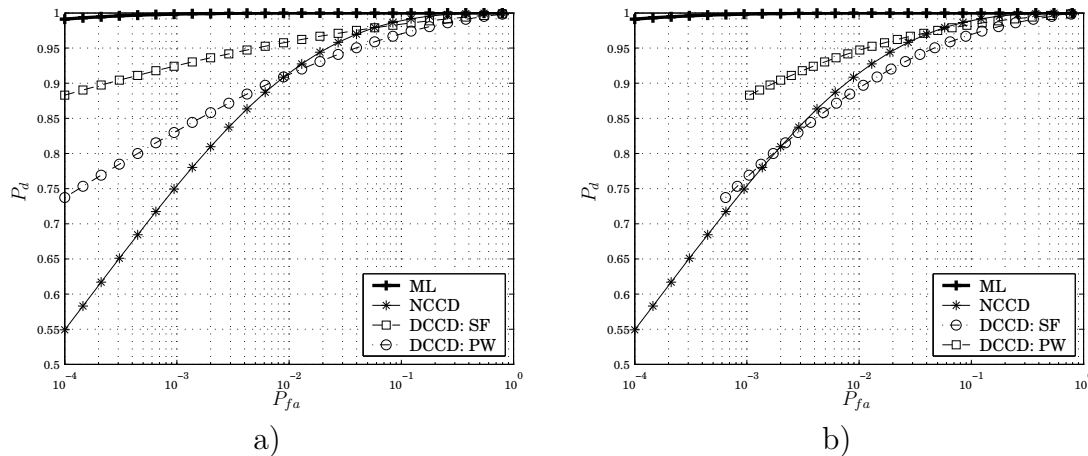 1
0.95
0.9
0.85
0.8
0.75
0.7
0.65
0.6
0.55
0.5
P_d
10^-4
10^-3
10^-2
10^-1
10^0
P_fa
ML
NCCD
DCCD: SF
DCCD: PW
a)
1
0.95
0.9
0.85
0.8
0.75
0.7
0.65
0.6
0.55
0.5
P_d
10^-4
10^-3
10^-2
10^-1
10^0
P_fa
ML
NCCD
DCCD: SF
DCCD: PW
b)